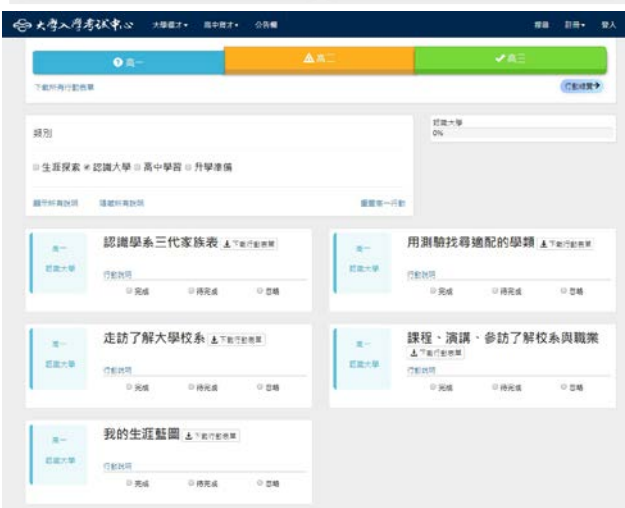 大學入學考試中心 大學選才 高中育才 公告欄 搜尋 註冊 登入
高一 高二 高三
下載所有行動表單 行動總覽
類別
認識大學
0%
生涯探索 認識大學 高中學習 升學準備
顯示所有說明 隱藏所有說明 重置高一行動
高一
認識大學
認識學系三代家族表 下載行動表單
行動說明
完成 待完成 忽略
高一
認識大學
用測驗找尋適配的學類 下載行動表單
行動說明
完成 待完成 忽略
高一
認識大學
走訪了解大學校系 下載行動表單
行動說明
完成 待完成 忽略
高一
認識大學
課程、演講、參訪了解校系與職業
下載行動表單
行動說明
完成 待完成 忽略
高一
認識大學
我的生涯藍圖 下載行動表單
行動說明
完成 待完成 忽略